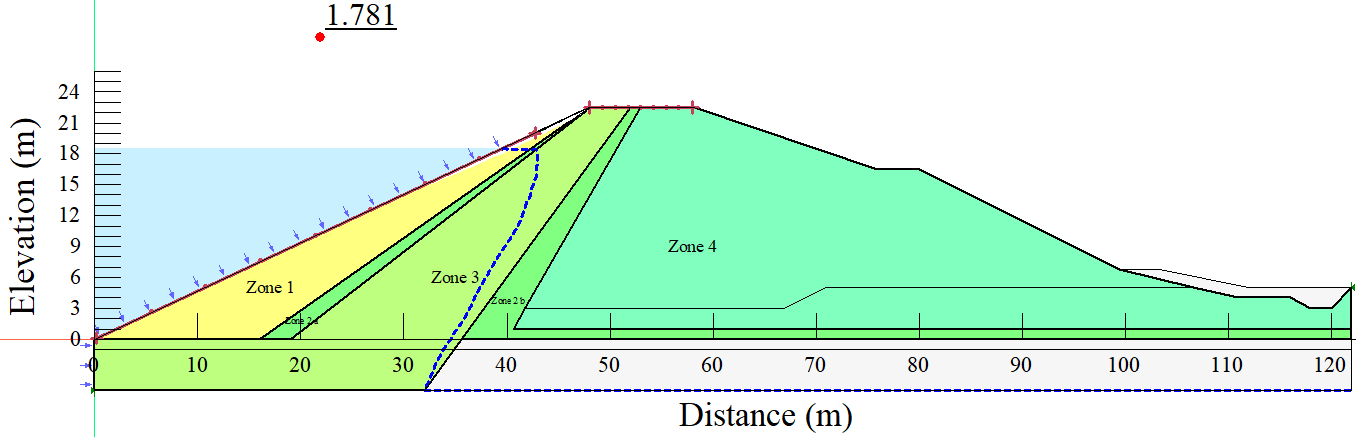 1.781
24
21
18
15
12
9
6
3
0
Elevation (m)
Zone 1
Zone 2 a
Zone 3
Zone 2 b
Zone 4
0 10 20 30 40 50 60 70 80 90 100 110 120
Distance (m)